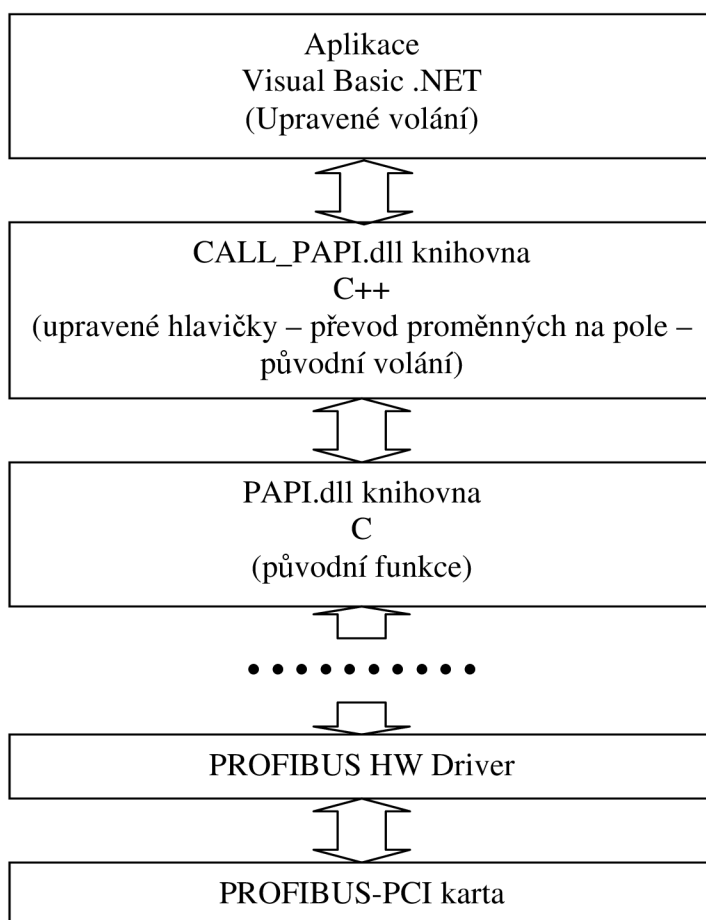 Aplikace
Visual Basic .NET
(Upravené volání)
CALL_PAPI.dll knihovna
C++
(upravené hlavičky – převod proměnných na pole –
původní volání)
PAPI.dll knihovna
C
(původní funkce)
PROFIBUS HW Driver
PROFIBUS-PCI karta